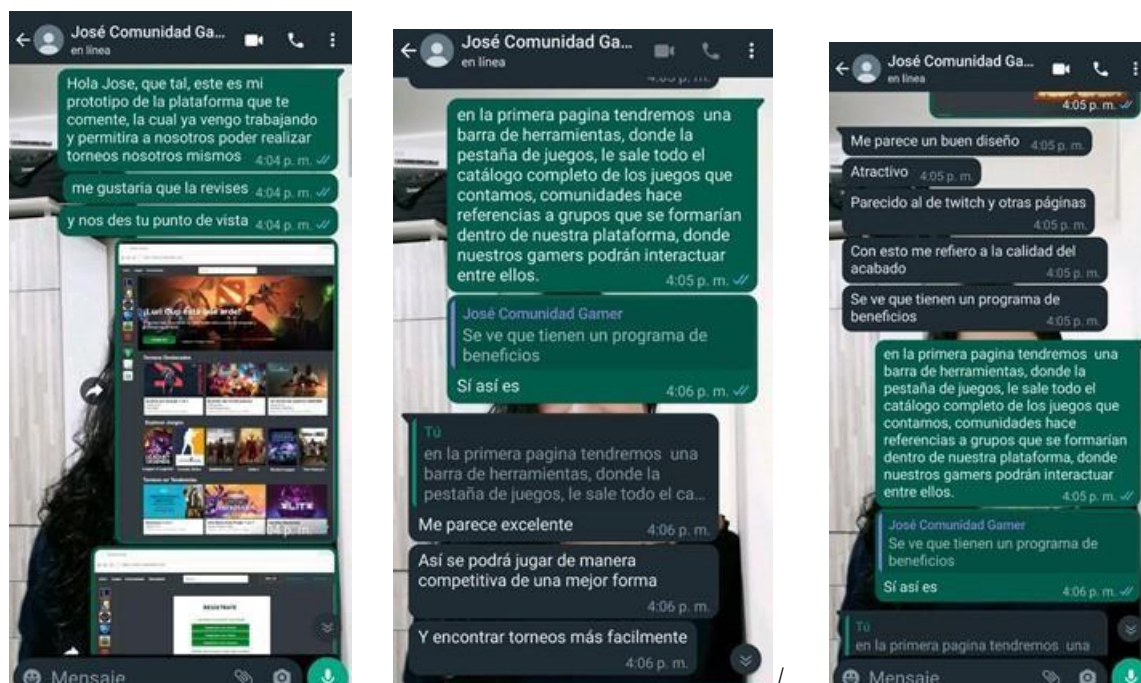 José Comunidad Ga...
en línea
Hola Jose, que tal, este es mi
prototipo de la plataforma que te
comente, la cual ya vengo trabajando
y permitira a nosotros poder realizar
torneos nosotros mismos 4:04 p. m.
me gustaria que la revises 4:04 p. m.
y nos des tu punto de vista 4:04 p. m.
Torneos Destacados
Explorar Juegos
Torneos en Tendencias
REGISTRATE
Mensaje
José Comunidad Ga...
en línea
en la primera pagina tendremos una
barra de herramientas, donde la
pestaña de juegos, le sale todo el
catálogo completo de los juegos que
contamos, comunidades hace
referencias a grupos que se formarían
dentro de nuestra plataforma, donde
nuestros gamers podrán interactuar
entre ellos. 4:05 p. m.
José Comunidad Gamer
Se ve que tienen un programa de
beneficios
Sí así es 4:06 p. m.
Tú
en la primera pagina tendremos una
barra de herramientas, donde la
pestaña de juegos, le sale todo el ca...
Me parece excelente 4:06 p. m.
Así se podrá jugar de manera
competitiva de una mejor forma
4:06 p. m.
Y encontrar torneos más facilmente
4:06 p. m.
/
José Comunidad Ga...
en línea
4:05 p. m.
Me parece un buen diseño 4:05 p. m.
Atractivo 4:05 p. m.
Parecido al de twitch y otras páginas
4:05 p. m.
Con esto me refiero a la calidad del
acabado 4:05 p. m.
Se ve que tienen un programa de
beneficios 4:05 p. m.
en la primera pagina tendremos una
barra de herramientas, donde la
pestaña de juegos, le sale todo el
catálogo completo de los juegos que
contamos, comunidades hace
referencias a grupos que se formarían
dentro de nuestra plataforma, donde
nuestros gamers podrán interactuar
entre ellos. 4:05 p. m.
José Comunidad Gamer
Se ve que tienen un programa de
beneficios
Sí así es 4:06 p. m.
Tú
en la primera pagina tendremos una
Mensaje